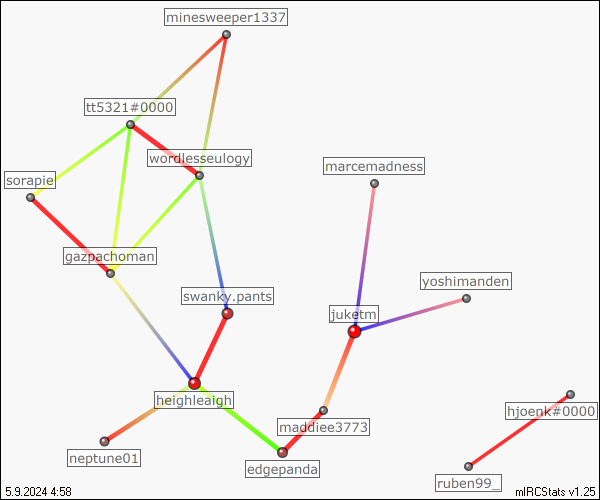 minesweeper1337
tt5321#0000
wordlesseulogy
marcemadness
sorapie
gazpachoman
yoshimanden
swanky.pants
juketm
heighleaigh
hjoenk#0000
maddiee3773
neptune01
edgepanda
ruben99_
5.9.2024 4:58
mIRCStats v1.25